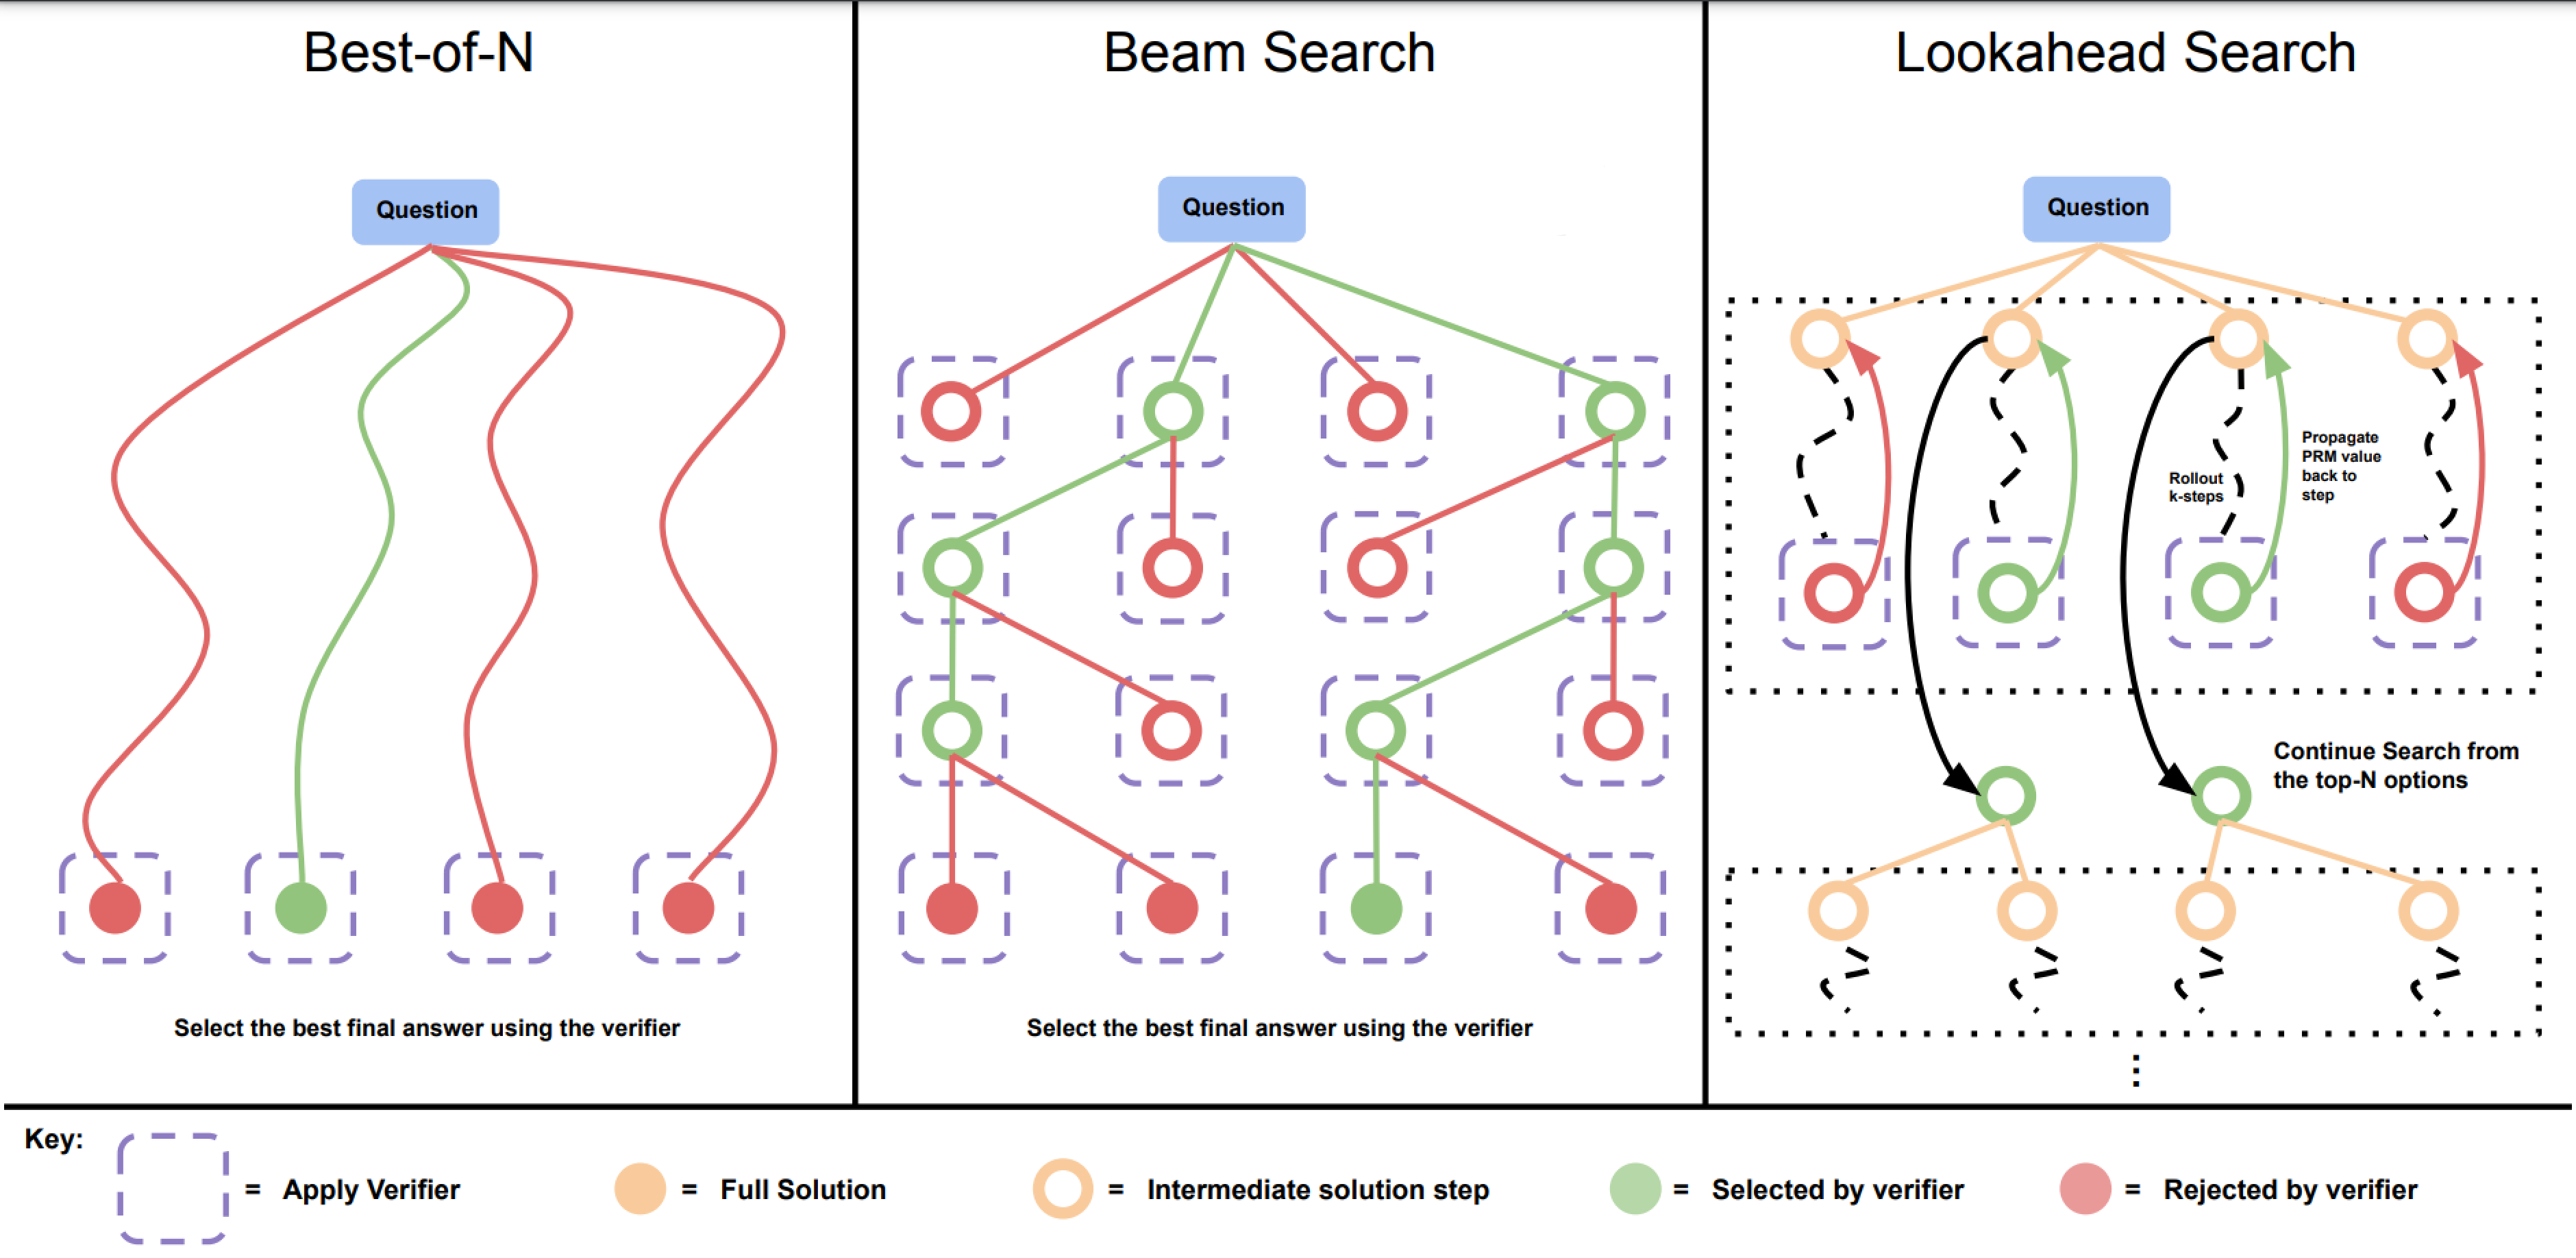 Best-of-N
Question
Select the best final answer using the verifier
Beam Search
Question
Select the best final answer using the verifier
Lookahead Search
Question
Rollout
k-steps
Propagate
PRM value
back to
step
Continue Search from
the top-N options
⋮
Key:
= Apply Verifier
= Full Solution
= Intermediate solution step
= Selected by verifier
= Rejected by verifier